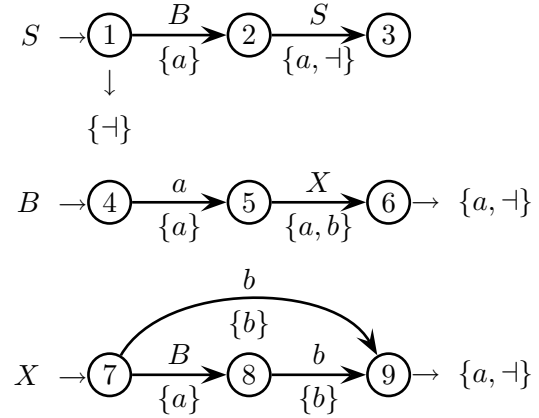 B S
S → 1 2 3
{a} {a, ⊣}
↓
{⊣}
a X
B → 4 5 6 → {a, ⊣}
{a} {a, b}
b
{b}
B b
X → 7 8 9 → {a, ⊣}
{a} {b}